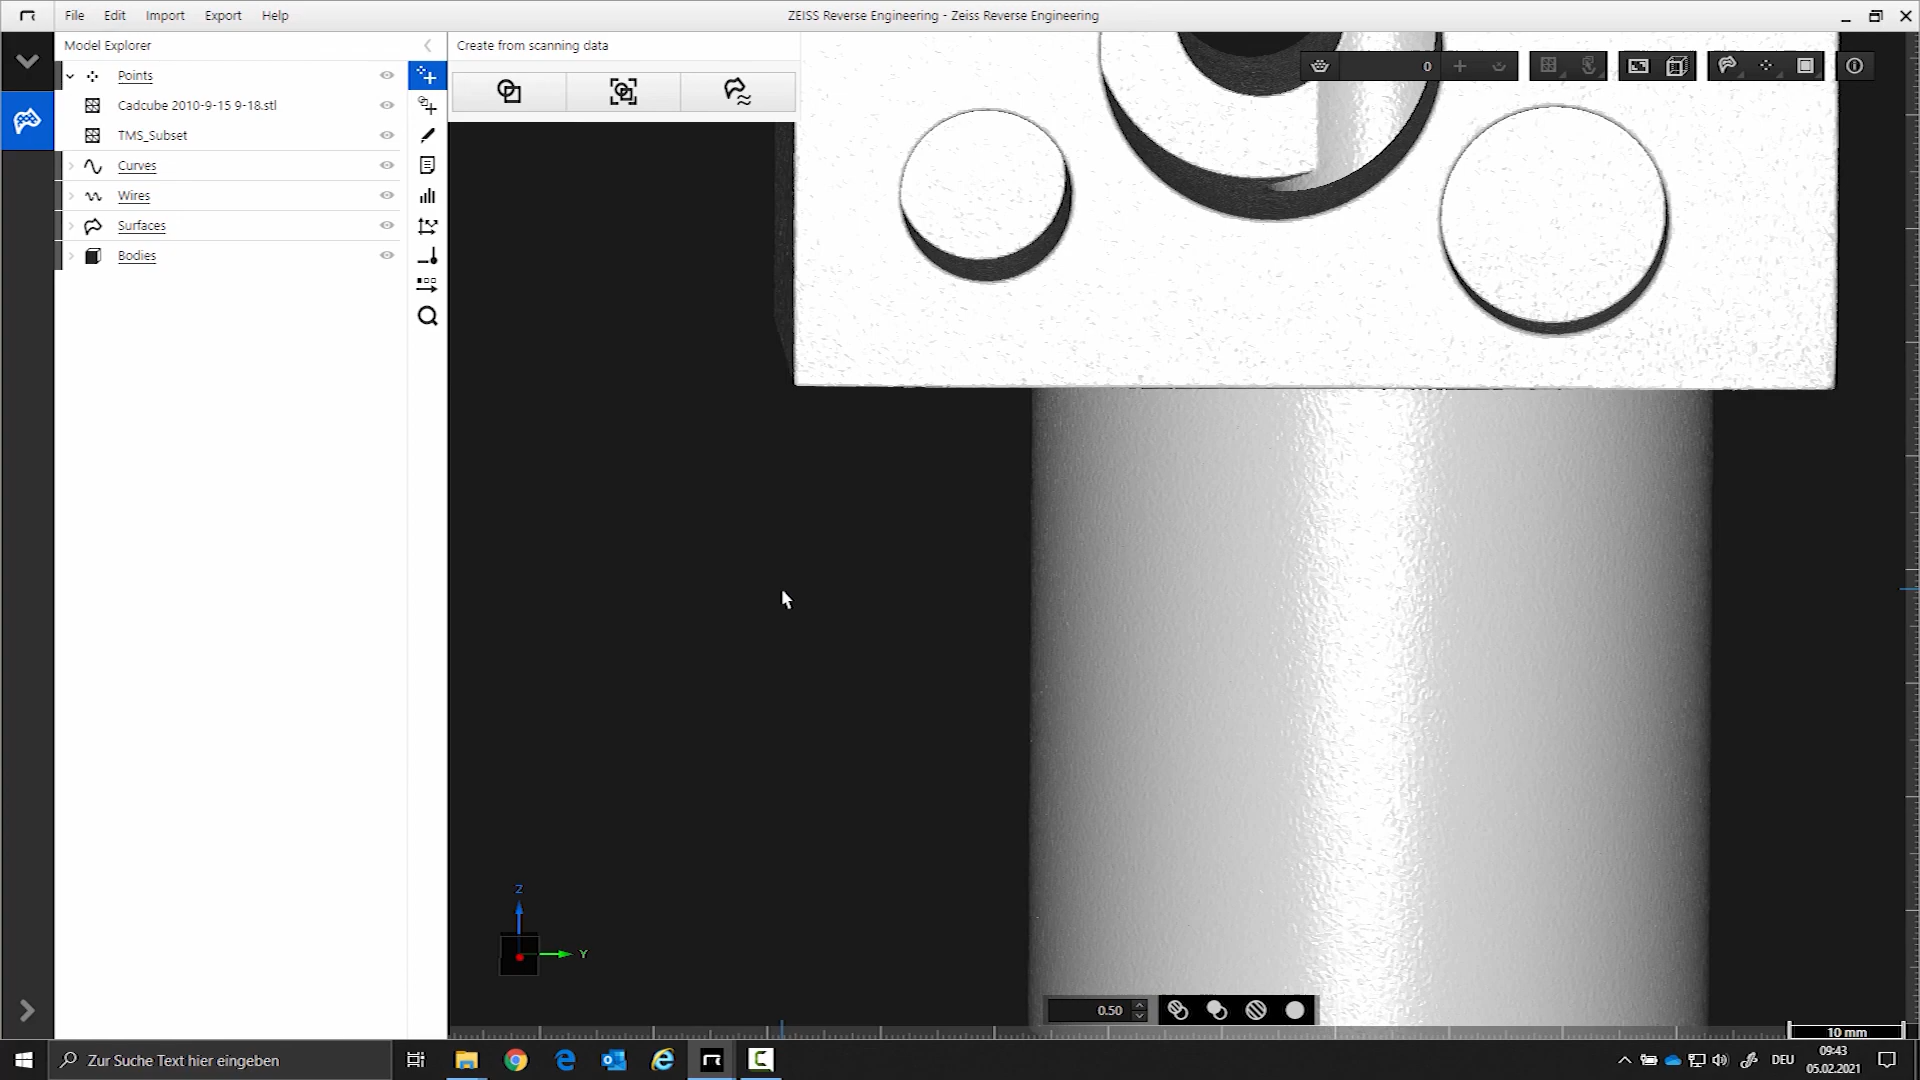 File Edit Import Export Help
ZEISS Reverse Engineering - Zeiss Reverse Engineering
Model Explorer
Create from scanning data
Points
0
Cadcube 2010-9-15 9-18.stl
TMS_Subset
Curves
Wires
Surfaces
Bodies
Z
Y
0.50
10 mm
Zur Suche Text hier eingeben
DEU
09:43
05.02.2021